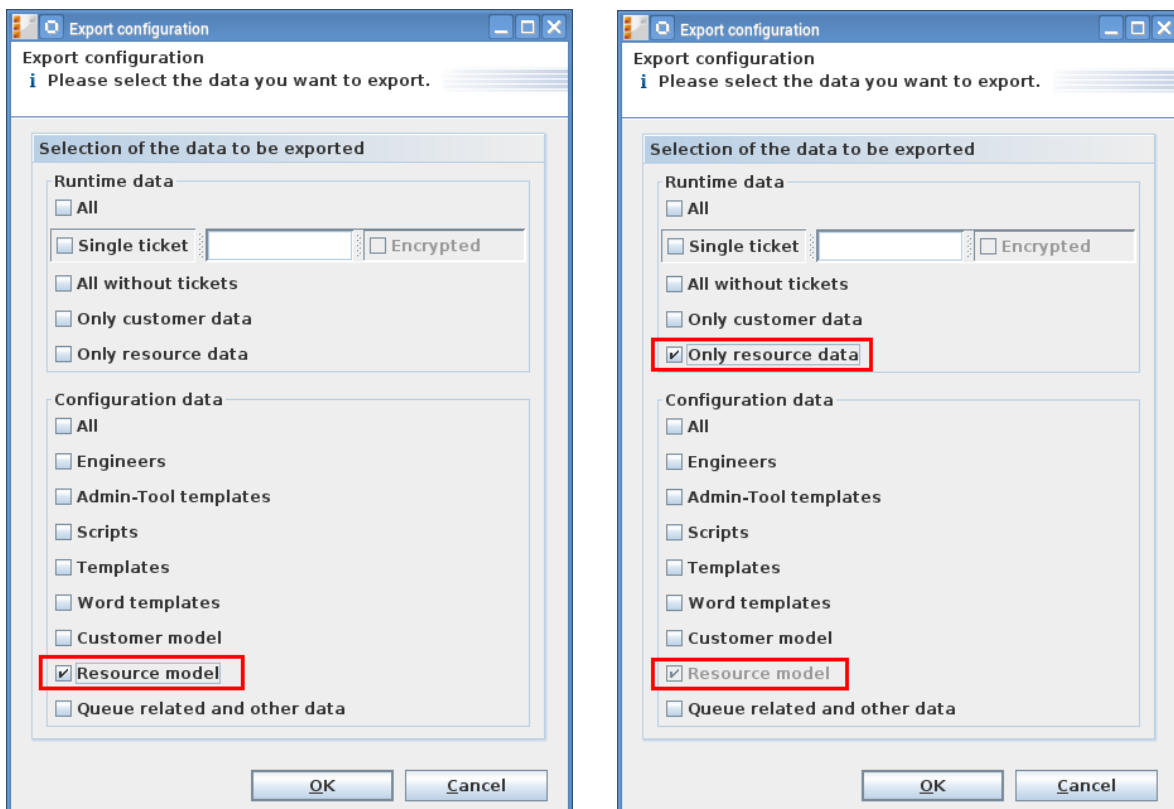 Export configuration
Export configuration
i Please select the data you want to export.
Selection of the data to be exported
Runtime data
All
Single ticket
Encrypted
All without tickets
Only customer data
Only resource data
Configuration data
All
Engineers
Admin-Tool templates
Scripts
Templates
Word templates
Customer model
Resource model
Queue related and other data
OK
Cancel
Export configuration
Export configuration
i Please select the data you want to export.
Selection of the data to be exported
Runtime data
All
Single ticket
Encrypted
All without tickets
Only customer data
Only resource data
Configuration data
All
Engineers
Admin-Tool templates
Scripts
Templates
Word templates
Customer model
Resource model
Queue related and other data
OK
Cancel